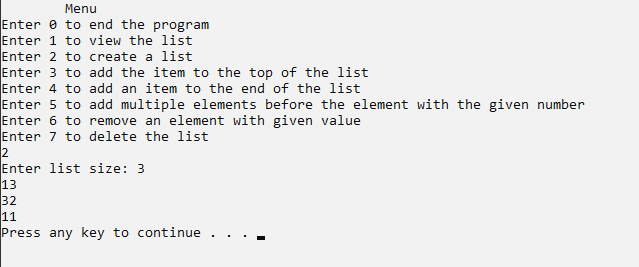 Menu
Enter 0 to end the program
Enter 1 to view the list
Enter 2 to create a list
Enter 3 to add the item to the top of the list
Enter 4 to add an item to the end of the list
Enter 5 to add multiple elements before the element with the given number
Enter 6 to remove an element with given value
Enter 7 to delete the list
2
Enter list size: 3
13
32
11
Press any key to continue . . .